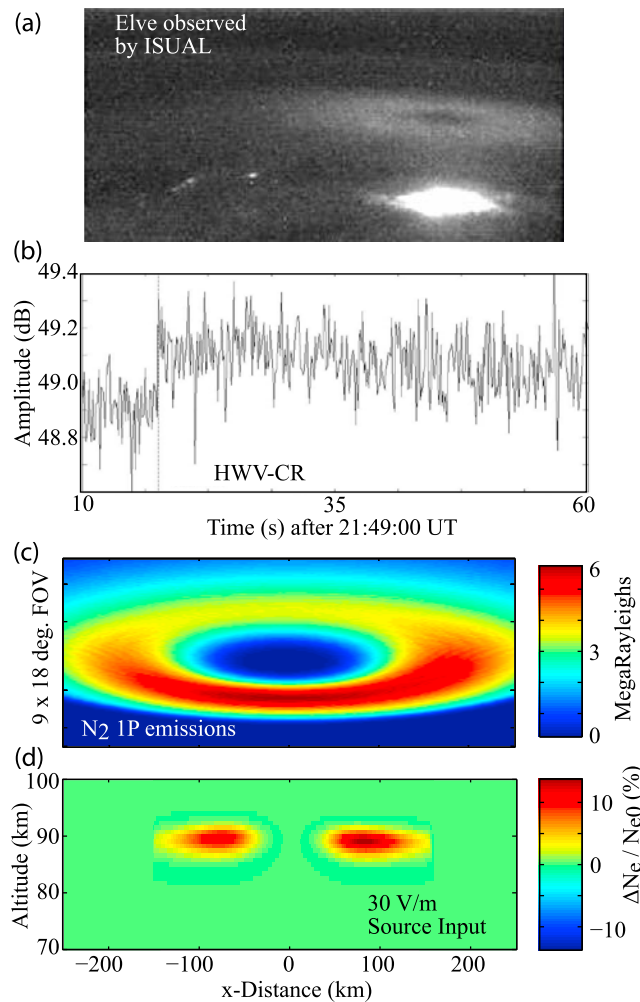 (a)
Elve observed
by ISUAL
(b)
49.4
49.2
49.0
48.8
Amplitude (dB)
HWV-CR
10 35 60
Time (s) after 21:49:00 UT
(c)
9 x 18 deg. FOV
N2 1P emissions
6
3
0
MegaRayleighs
(d)
100
90
80
70
Altitude (km)
30 V/m
Source Input
−200 −100 0 100 200
x-Distance (km)
10
0
−10
ΔNe / Ne0 (%)